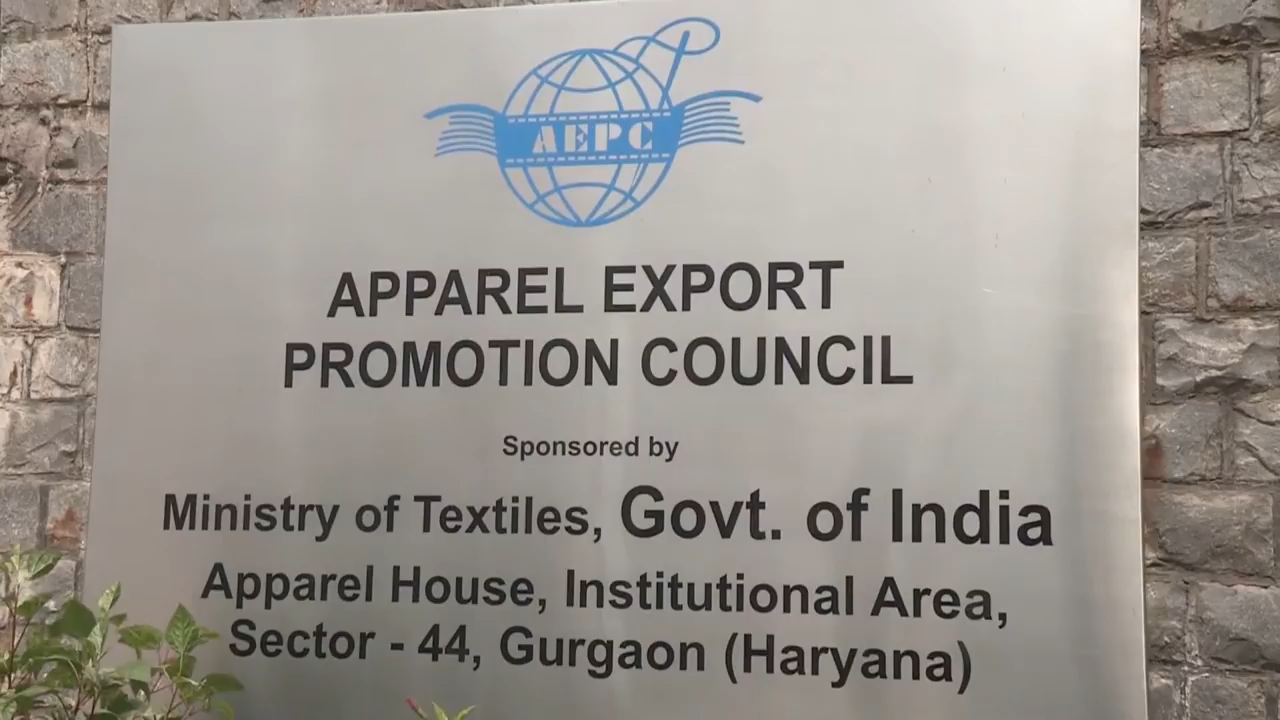 AEPC
APPAREL EXPORT
PROMOTION COUNCIL
Sponsored by
Ministry of Textiles, Govt. of India
Apparel House, Institutional Area,
Sector - 44, Gurgaon (Haryana)